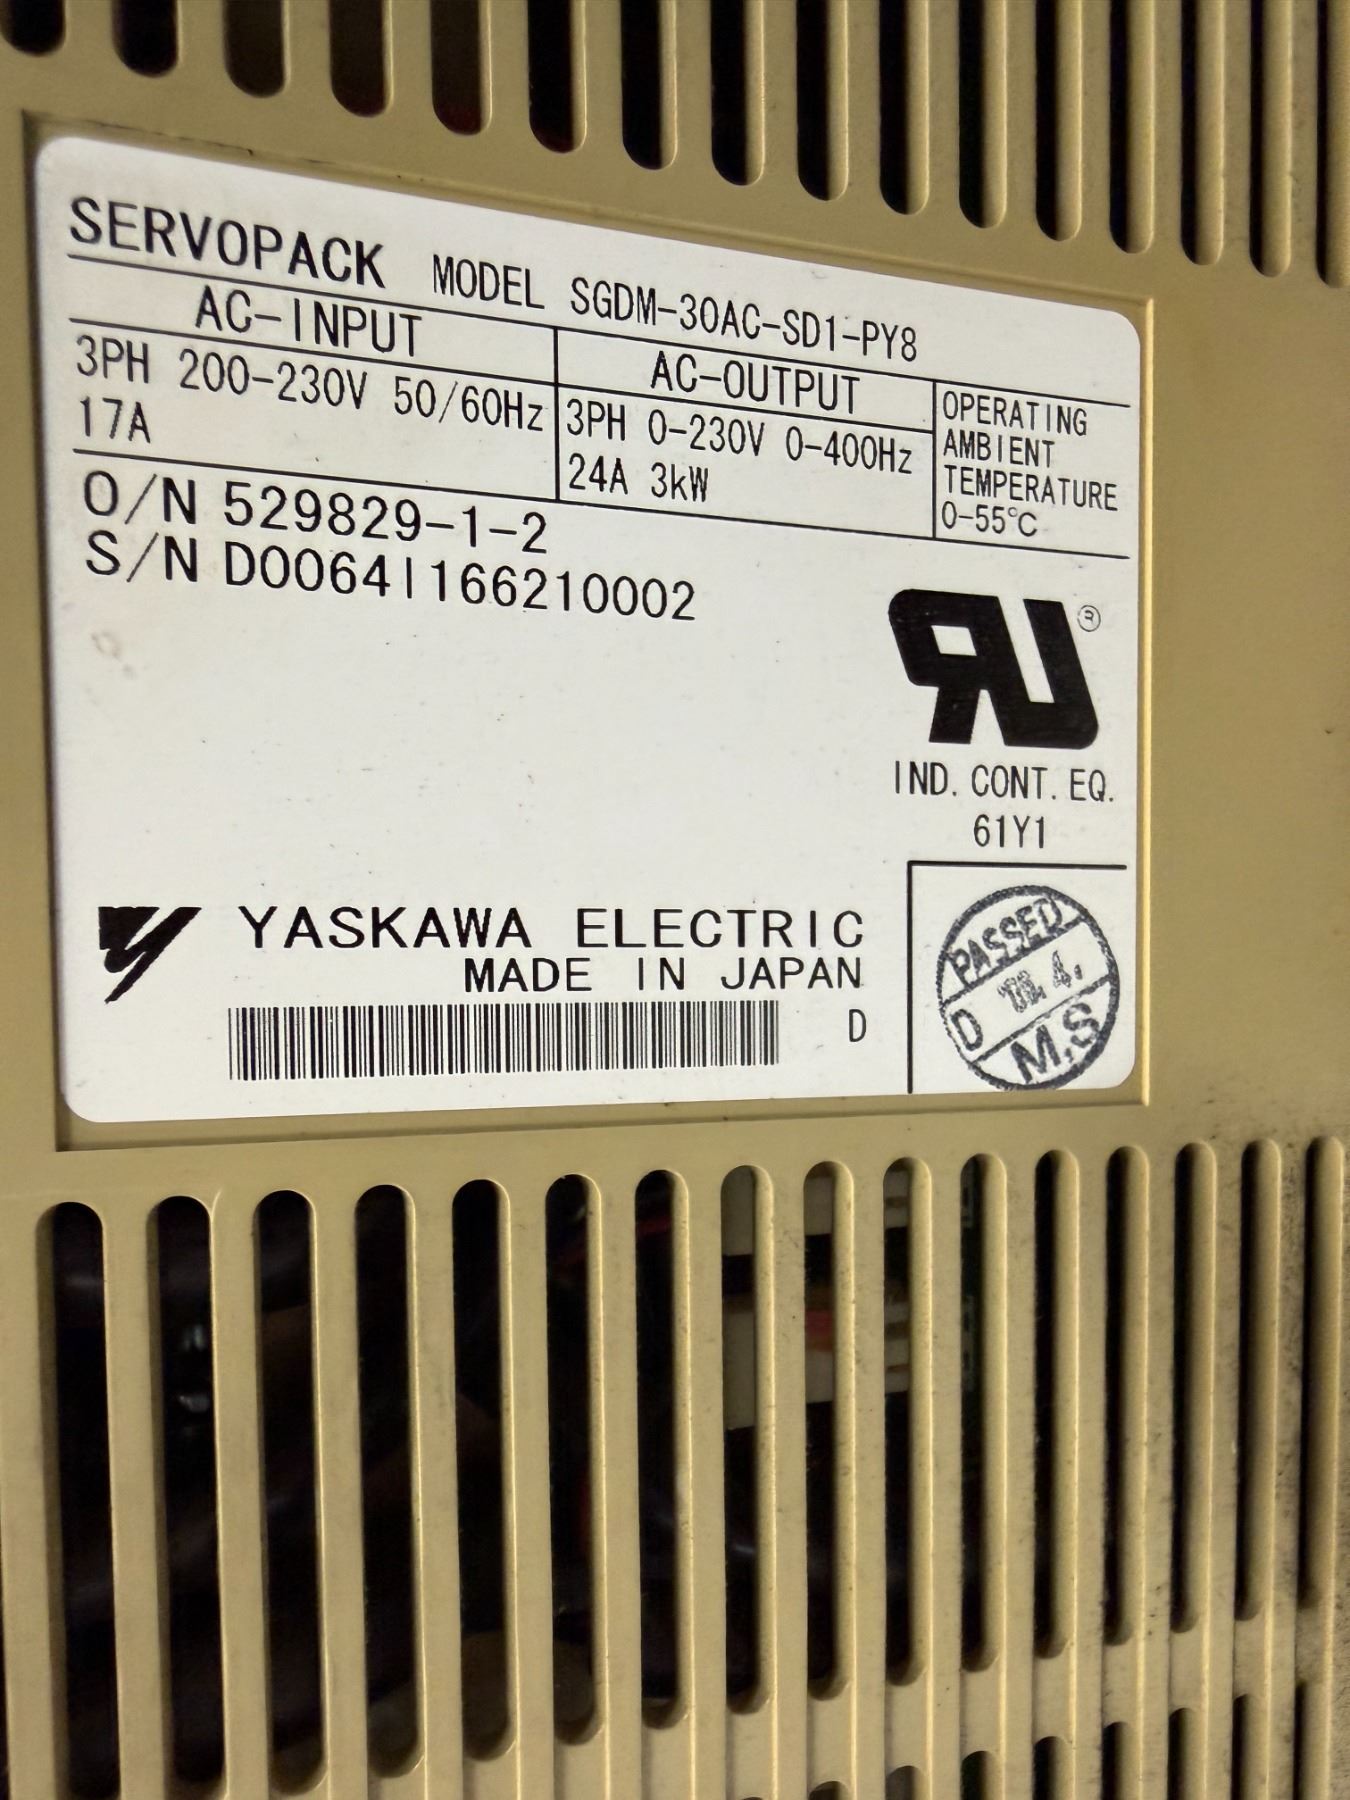 SERVOPACK MODEL SGDM-30AC-SD1-PY8
AC-INPUT
3PH 200-230V 50/60Hz
17A
AC-OUTPUT
3PH 0-230V 0-400Hz
24A 3kW
OPERATING
AMBIENT
TEMPERATURE
0-55℃
O/N 529829-1-2
S/N D0064I166210002
RU®
IND. CONT. EQ.
61Y1
YASKAWA ELECTRIC
MADE IN JAPAN
D
PASSED
D
M.S